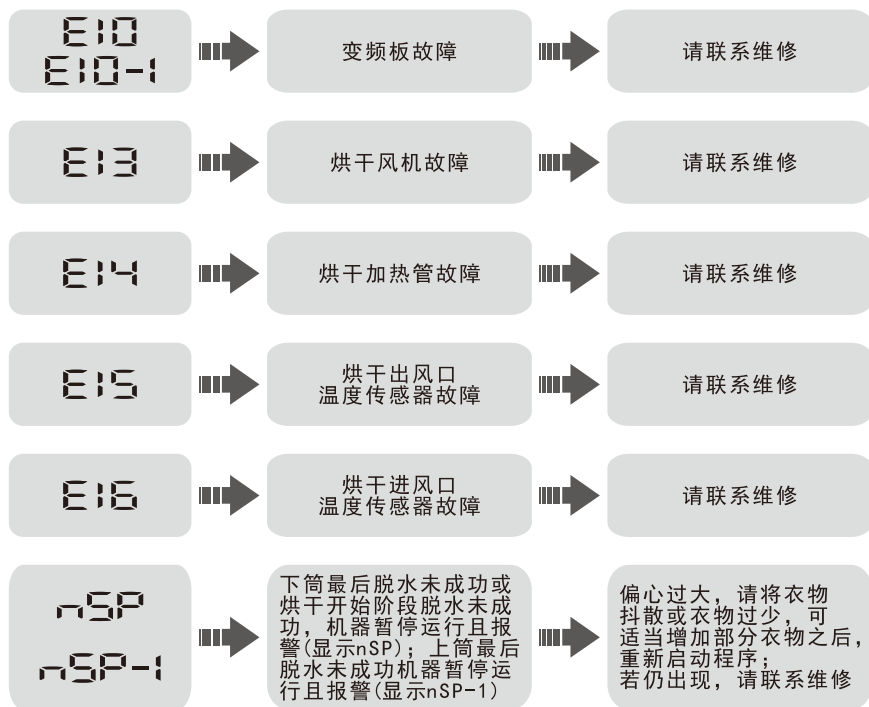 E10
E10-1
变频板故障
请联系维修
E13
烘干风机故障
请联系维修
E14
烘干加热管故障
请联系维修
E15
烘干出风口
温度传感器故障
请联系维修
E16
烘干进风口
温度传感器故障
请联系维修
nSP
nSP-1
下筒最后脱水未成功或
烘干开始阶段脱水未成
功，机器暂停运行且报
警(显示nSP)；上筒最后
脱水未成功机器暂停运
行且报警(显示nSP-1)
偏心过大，请将衣物
抖散或衣物过少，可
适当增加部分衣物之后，
重新启动程序；
若仍出现，请联系维修